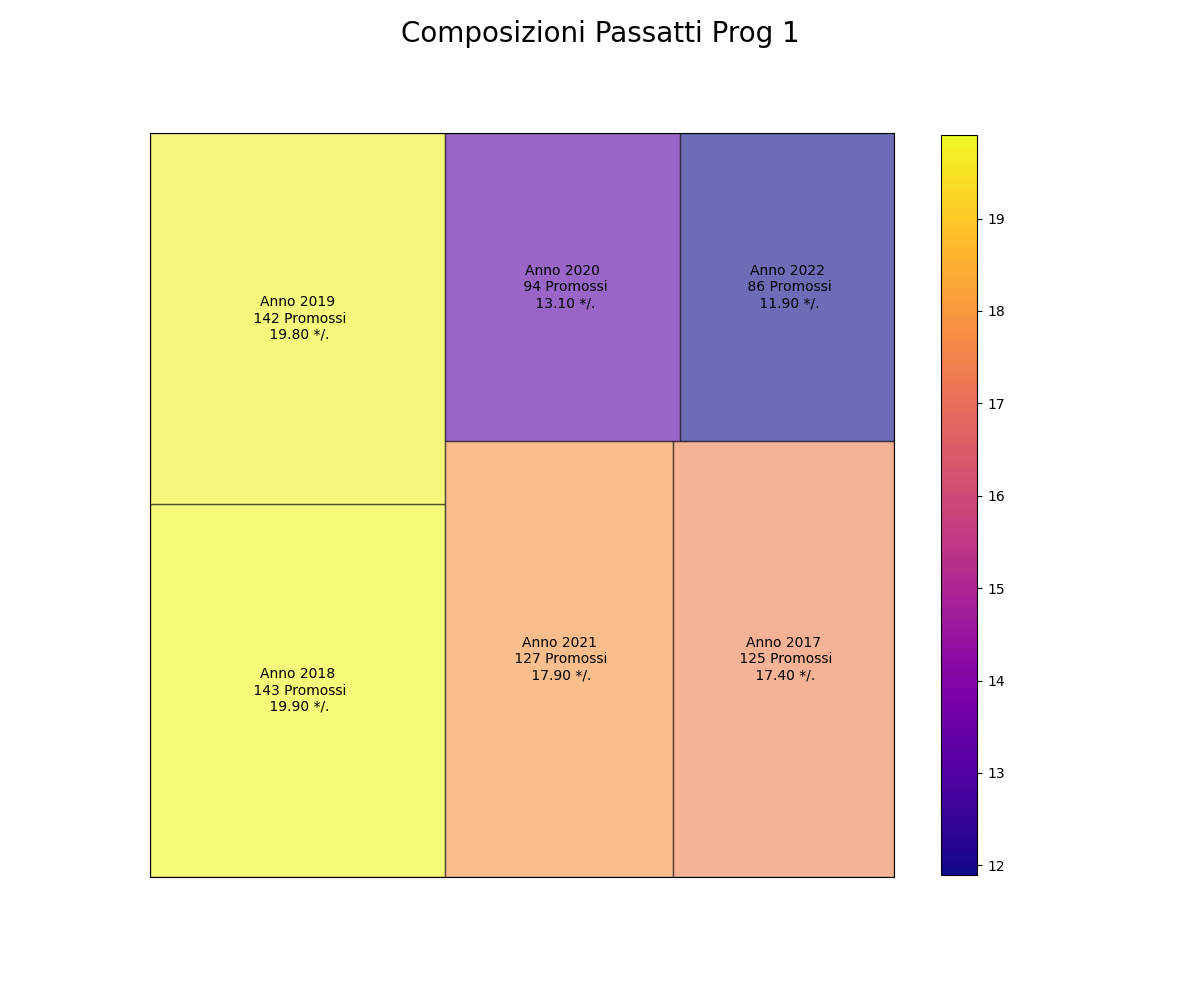 Composizioni Passatti Prog 1
Anno 2019
142 Promossi
19.80 */.
Anno 2020
94 Promossi
13.10 */.
Anno 2022
86 Promossi
11.90 */.
Anno 2018
143 Promossi
19.90 */.
Anno 2021
127 Promossi
17.90 */.
Anno 2017
125 Promossi
17.40 */.
19
18
17
16
15
14
13
12